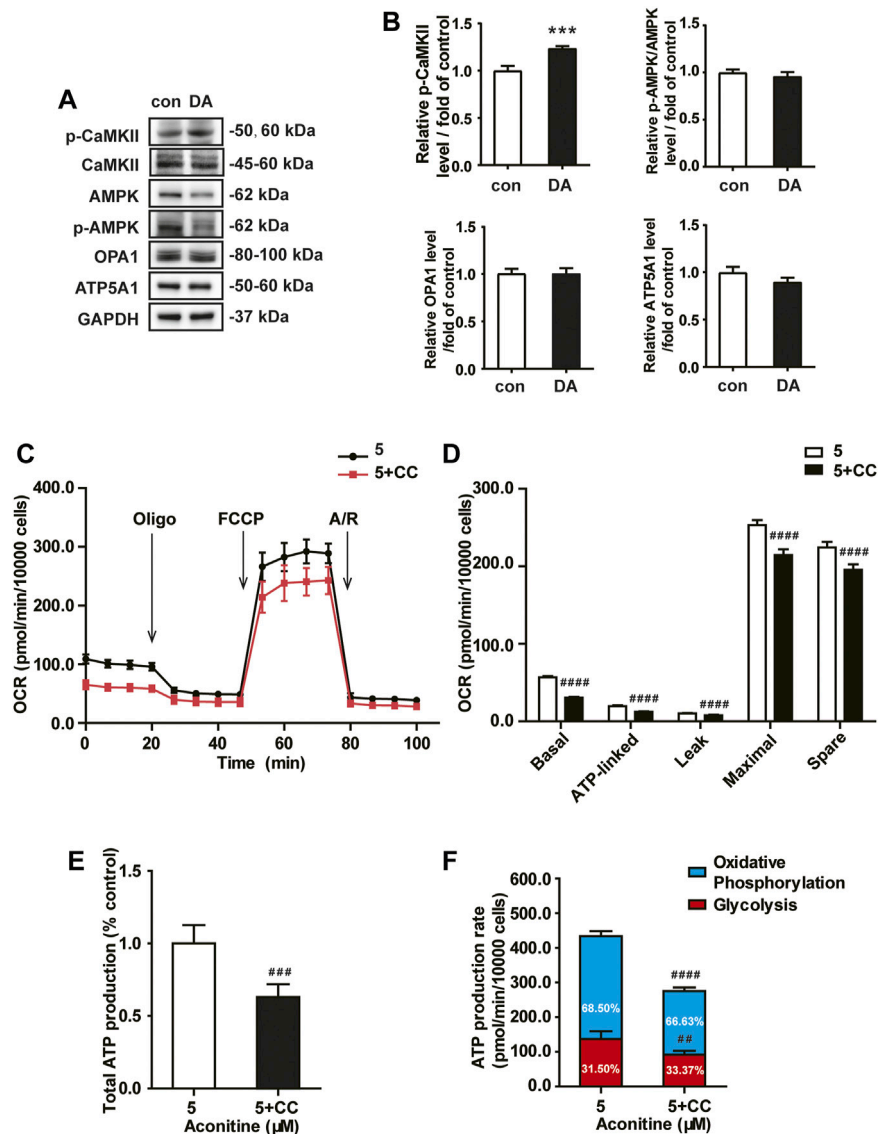 A
con DA
p-CaMKII
-50, 60 kDa
CaMKII
-45-60 kDa
AMPK
-62 kDa
p-AMPK
-62 kDa
OPA1
-80-100 kDa
ATP5A1
-50-60 kDa
GAPDH
-37 kDa
B
Relative p-CaMKII
level / fold of control
1.5
1.0
0.5
0.0
***
con DA
Relative p-AMPK/AMPK
level / fold of control
1.5
1.0
0.5
0.0
con DA
Relative OPA1 level
/fold of control
1.5
1.0
0.5
0.0
con DA
Relative ATP5A1 level
/fold of control
1.5
1.0
0.5
0.0
con DA
C
5
5+CC
OCR (pmol/min/10000 cells)
400.0
300.0
200.0
100.0
0.0
Oligo
FCCP
A/R
0 20 40 60 80 100
Time (min)
D
5
5+CC
OCR (pmol/min/10000 cells)
300.0
200.0
100.0
0.0
####
####
####
####
####
Basal
ATP-linked
Leak
Maximal
Spare
E
Total ATP production (% control)
1.5
1.0
0.5
0.0
###
5 5+CC
Aconitine (µM)
F
Oxidative
Phosphorylation
Glycolysis
ATP production rate
(pmol/min/10000 cells)
600.0
500.0
400.0
300.0
200.0
100.0
0.0
68.50%
31.50%
####
66.63%
##
33.37%
5 5+CC
Aconitine (µM)